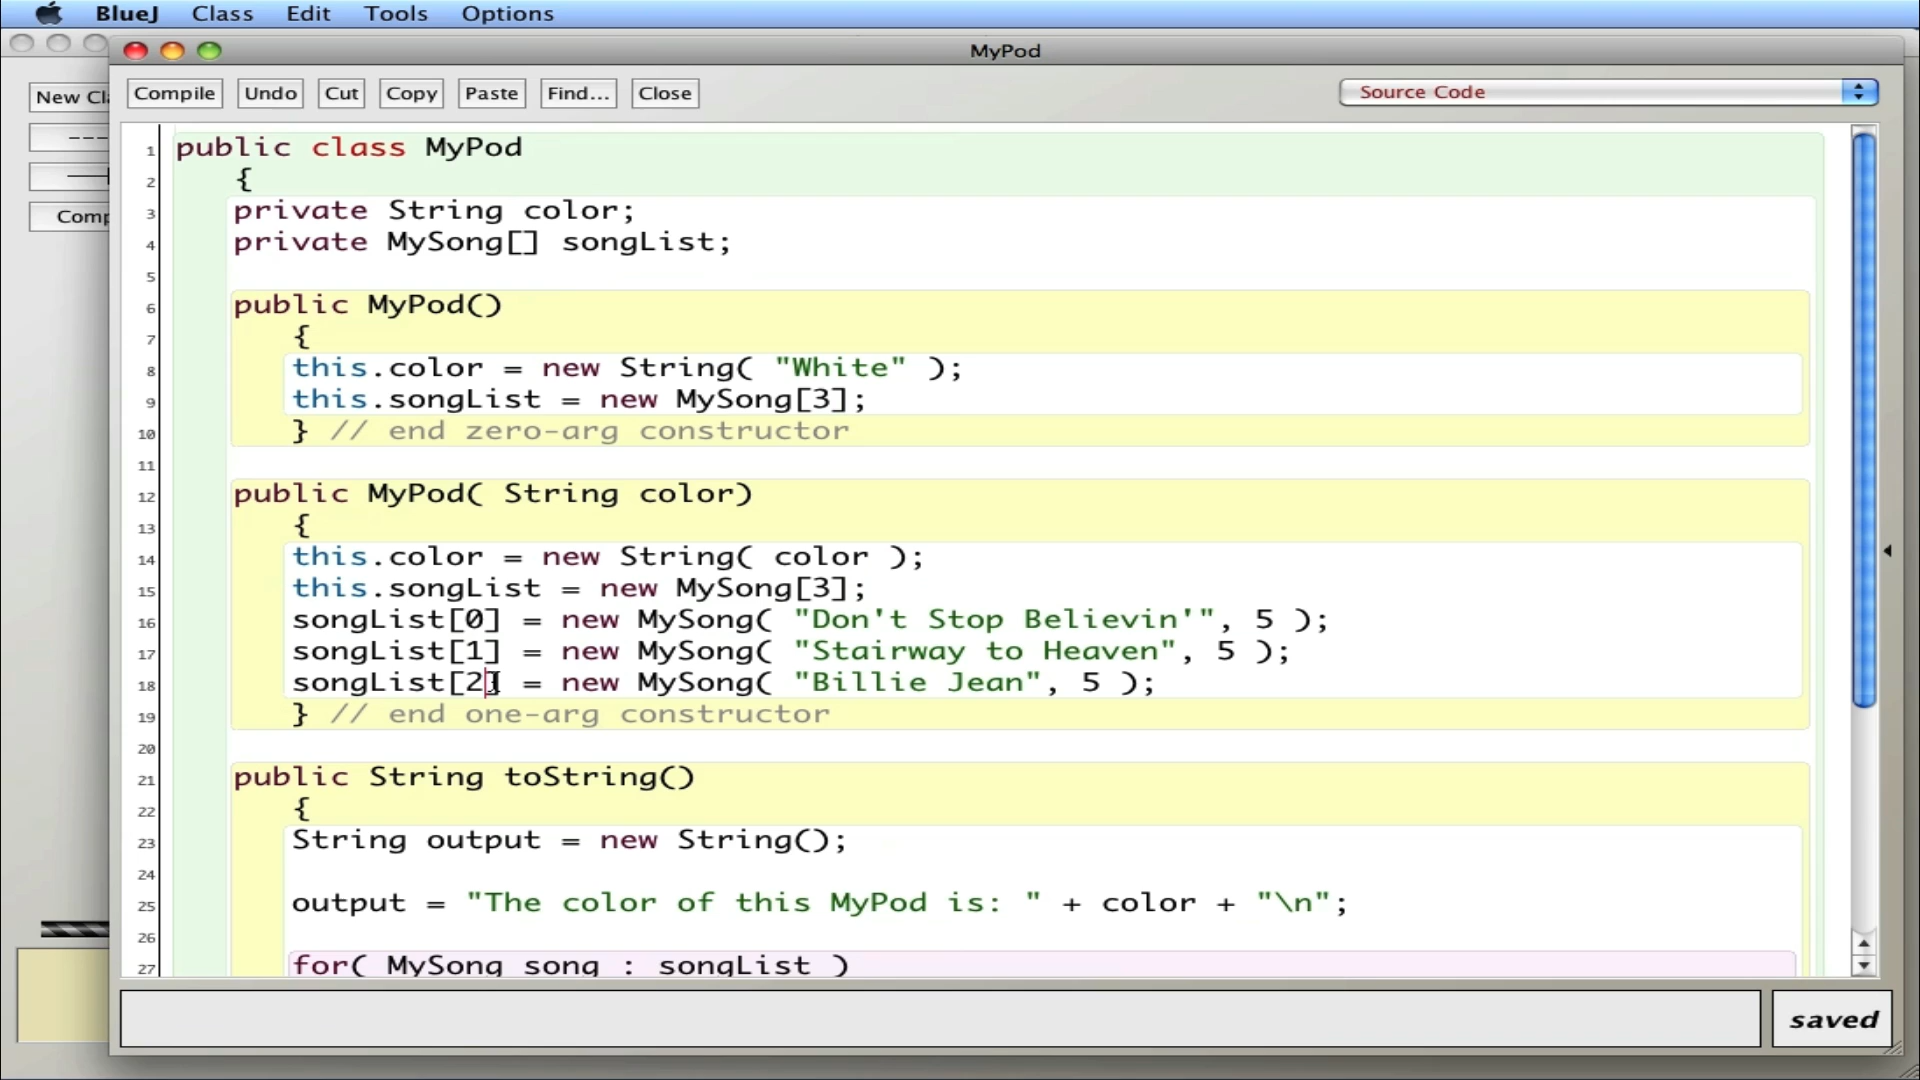 BlueJ Class Edit Tools Options
MyPod
New Cl
Compile Undo Cut Copy Paste Find... Close Source Code
Comp
1 public class MyPod
2 {
3 private String color;
4 private MySong[] songList;
5
6 public MyPod()
7 {
8 this.color = new String( "White" );
9 this.songList = new MySong[3];
10 } // end zero-arg constructor
11
12 public MyPod( String color)
13 {
14 this.color = new String( color );
15 this.songList = new MySong[3];
16 songList[0] = new MySong( "Don't Stop Believin'", 5 );
17 songList[1] = new MySong( "Stairway to Heaven", 5 );
18 songList[2] = new MySong( "Billie Jean", 5 );
19 } // end one-arg constructor
20
21 public String toString()
22 {
23 String output = new String();
24
25 output = "The color of this MyPod is: " + color + "\n";
26
27 for( MySong song : songList )
saved